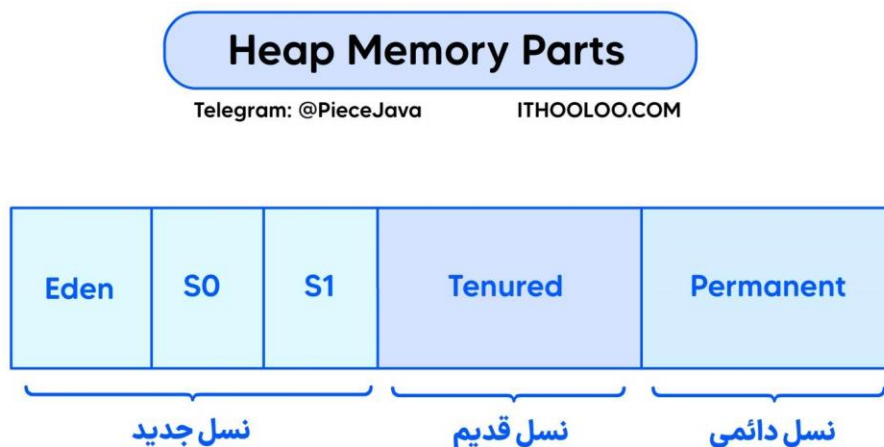 Heap Memory Parts
Telegram: @PieceJava ITHOOLOO.COM
Eden S0 S1 Tenured Permanent
نسل جدید نسل قدیم نسل دائمی